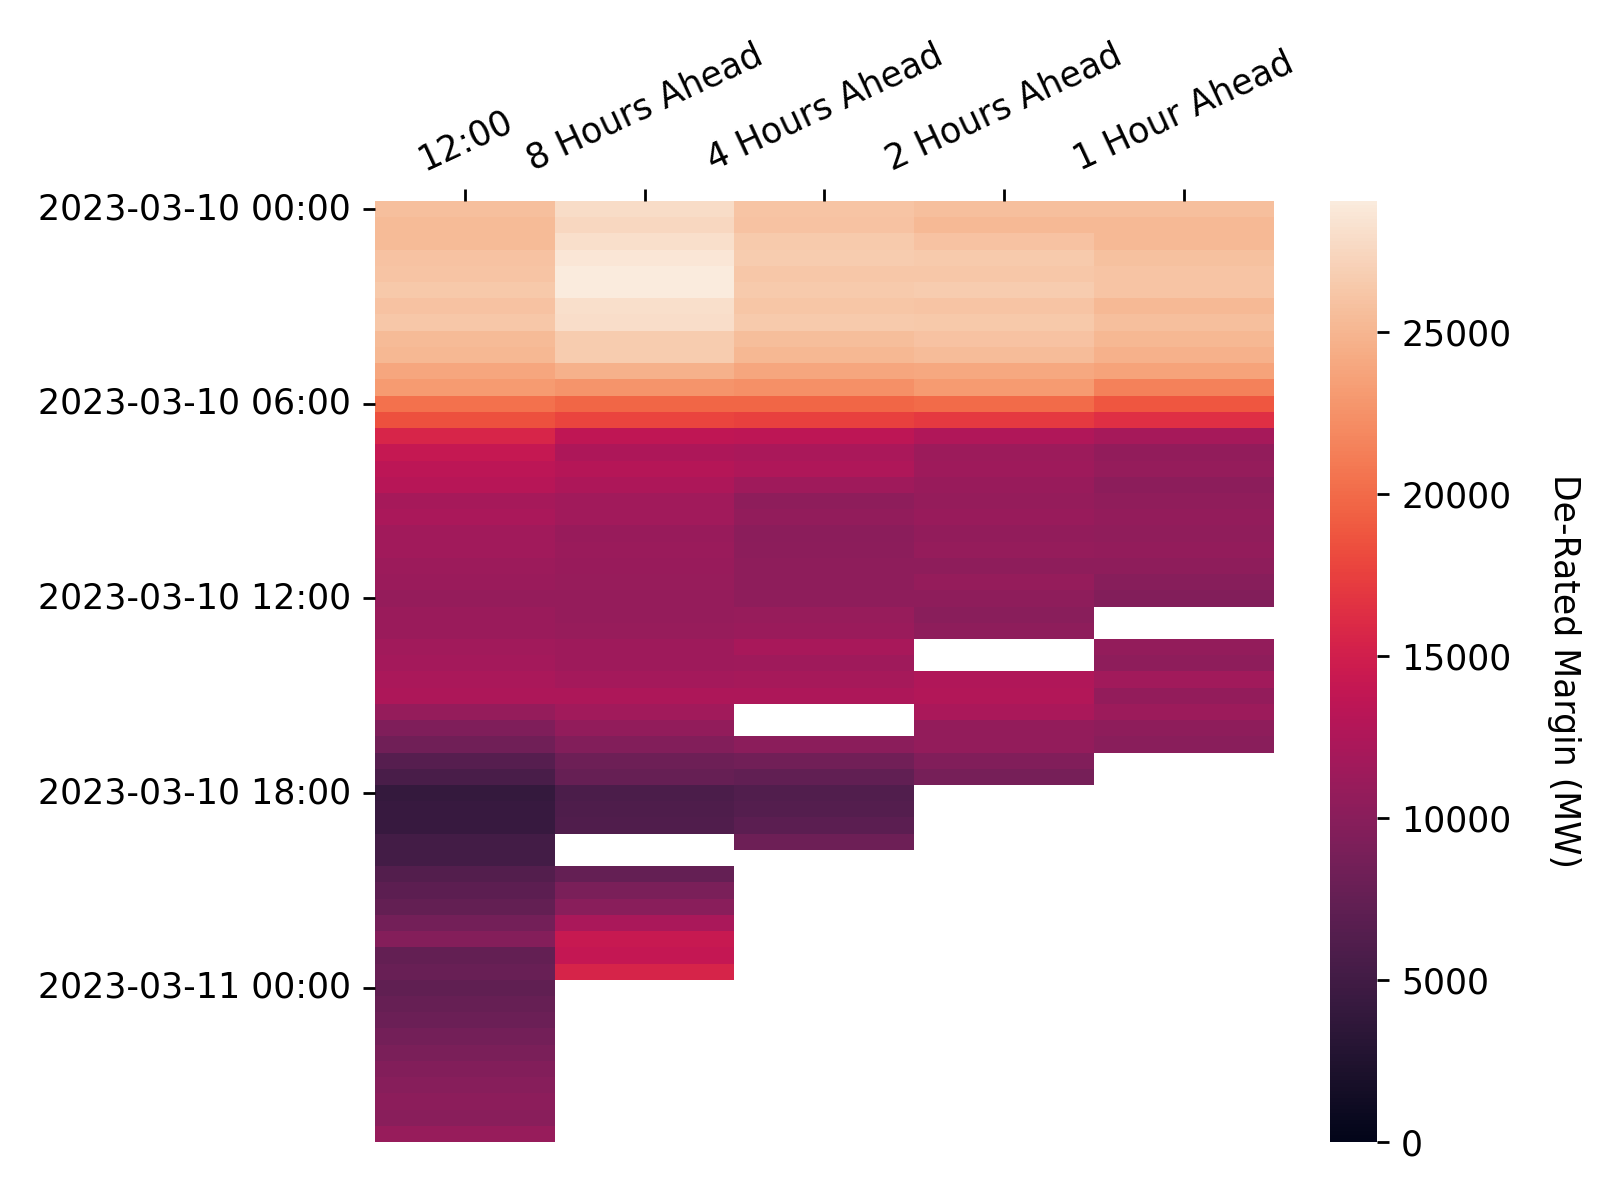 12:00
8 Hours Ahead
4 Hours Ahead
2 Hours Ahead
1 Hour Ahead
2023-03-10 00:00
2023-03-10 06:00
2023-03-10 12:00
2023-03-10 18:00
2023-03-11 00:00
25000
20000
15000
10000
5000
0
De-Rated Margin (MW)